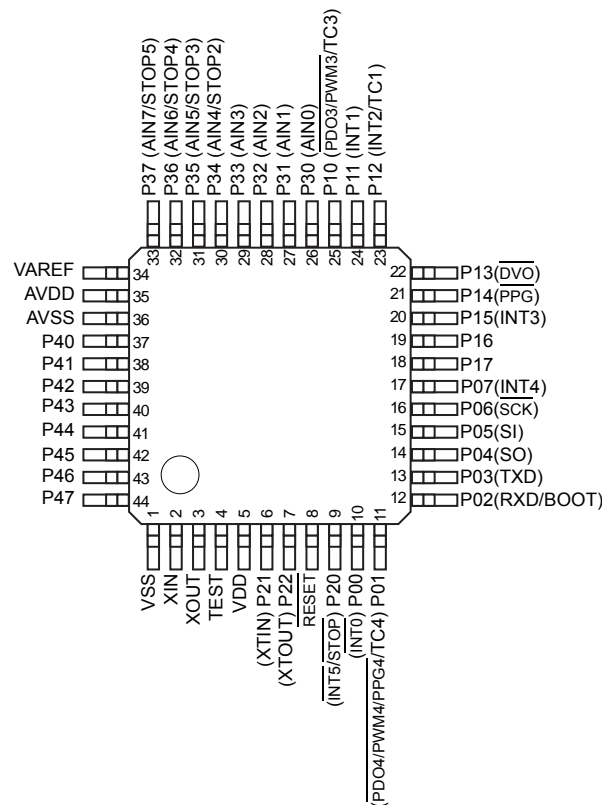 P37 (AIN7/STOP5)
P36 (AIN6/STOP4)
P35 (AIN5/STOP3)
P34 (AIN4/STOP2)
P33 (AIN3)
P32 (AIN2)
P31 (AIN1)
P30 (AIN0)
P10 (PDO3/PWM3/TC3)
P11 (INT1)
P12 (INT2/TC1)
33
32
31
30
29
28
27
26
25
24
23
VAREF 34
AVDD 35
AVSS 36
P40 37
P41 38
P42 39
P43 40
P44 41
P45 42
P46 43
P47 44
22 P13(DVO)
21 P14(PPG)
20 P15(INT3)
19 P16
18 P17
17 P07(INT4)
16 P06(SCK)
15 P05(SI)
14 P04(SO)
13 P03(TXD)
12 P02(RXD/BOOT)
1
2
3
4
5
6
7
8
9
10
11
VSS
XIN
XOUT
TEST
VDD
(XTIN) P21
(XTOUT) P22
RESET
(INT5/STOP) P20
(INT0) P00
(PDO4/PWM4/PPG4/TC4) P01